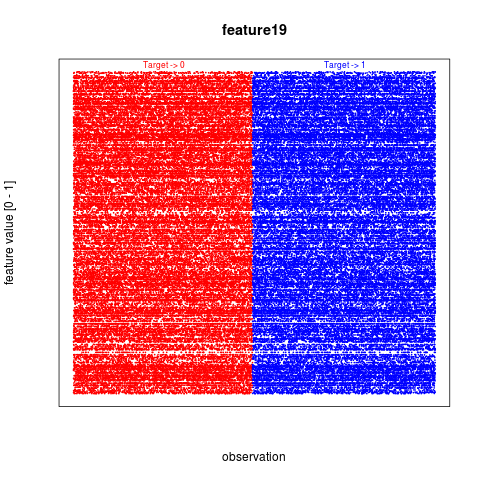 feature19
Target -> 0
Target -> 1
feature value [0 - 1]
observation